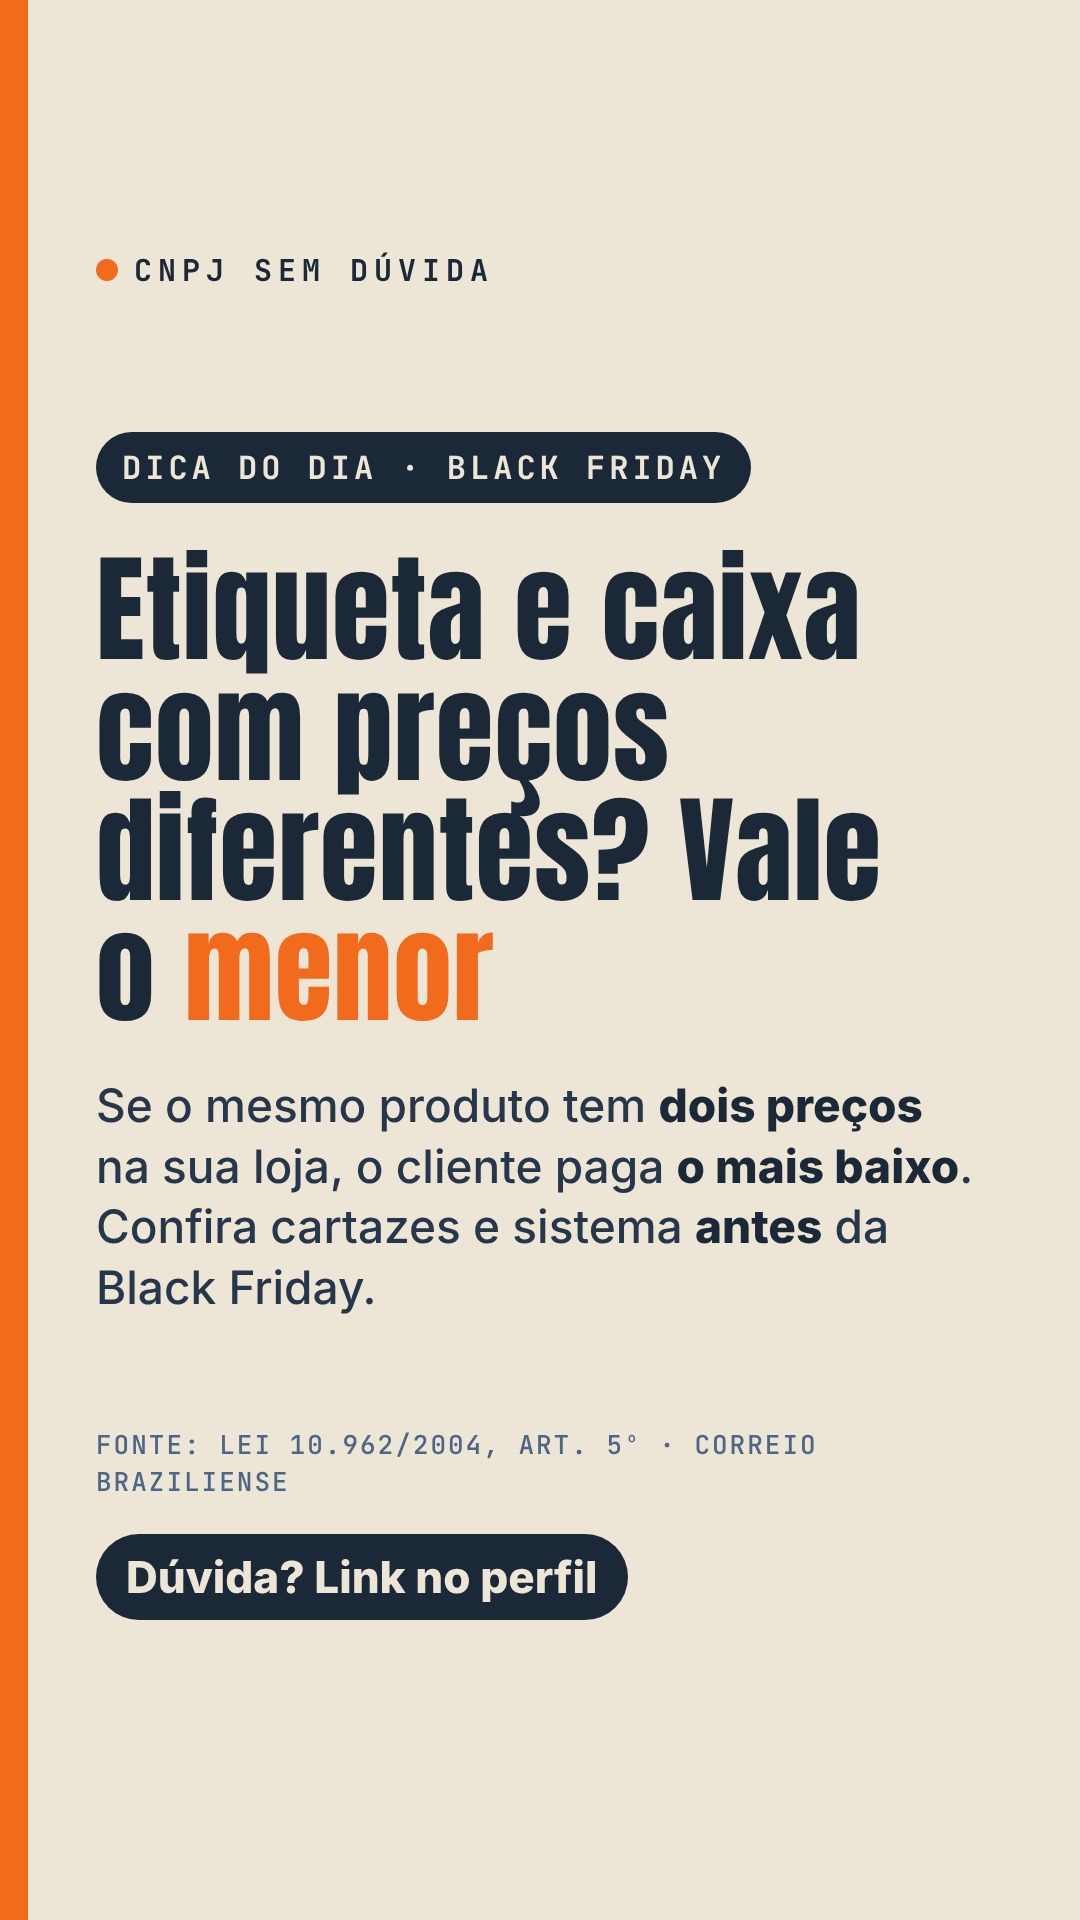 CNPJ SEM DÚVIDA
DICA DO DIA · BLACK FRIDAY
Etiqueta e caixa
com preços
diferentes? Vale
o menor
Se o mesmo produto tem dois preços
na sua loja, o cliente paga o mais baixo.
Confira cartazes e sistema antes da
Black Friday.
FONTE: LEI 10.962/2004, ART. 5º · CORREIO
BRAZILIENSE
Dúvida? Link no perfil